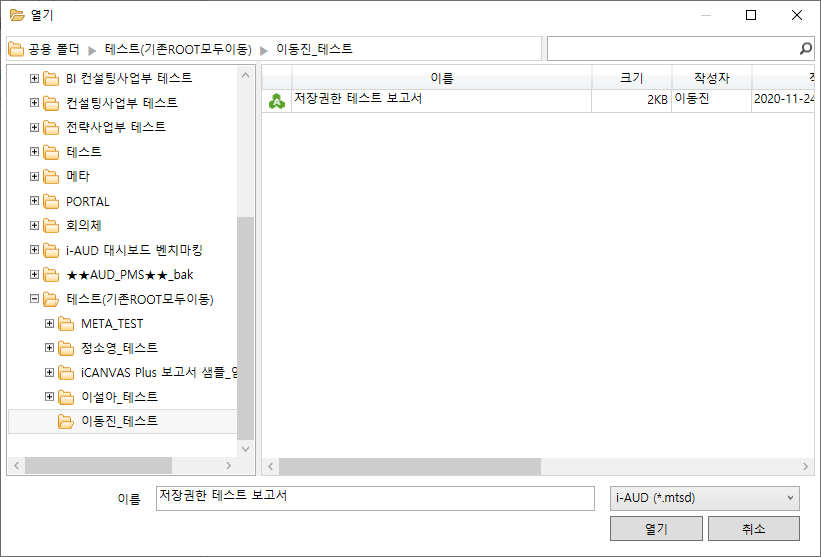 열기
공용 폴더 ▶ 테스트(기존ROOT모두이동) ▶ 이동진_테스트
BI 컨설팅사업부 테스트
컨설팅사업부 테스트
전략사업부 테스트
테스트
메타
PORTAL
회의체
i-AUD 대시보드 벤치마킹
★★AUD_PMS★★_bak
테스트(기존ROOT모두이동)
META_TEST
정소영_테스트
iCANVAS Plus 보고서 샘플_
이설아_테스트
이동진_테스트
이름 크기 작성자
저장권한 테스트 보고서 2KB 이동진 2020-11-24
이름 저장권한 테스트 보고서 i-AUD (*.mtsd)
열기 취소